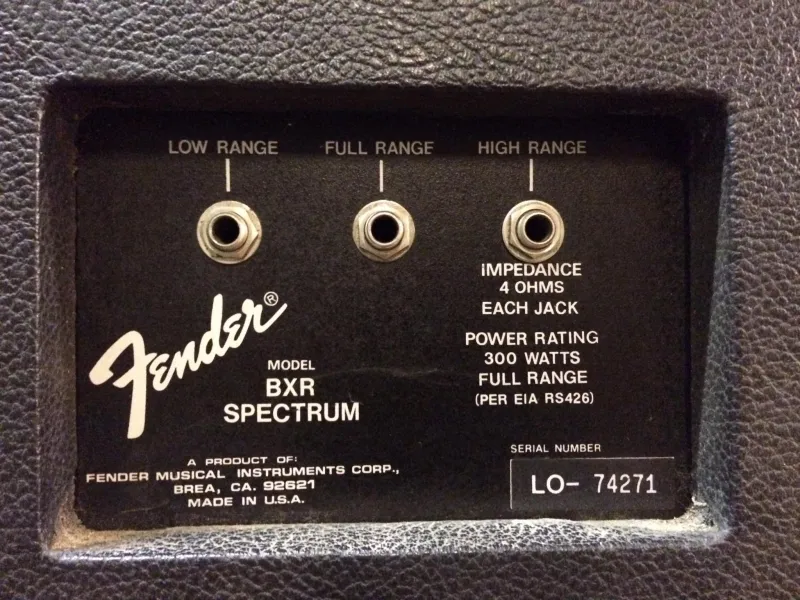 LOW RANGE FULL RANGE HIGH RANGE
IMPEDANCE
4 OHMS
EACH JACK
POWER RATING
300 WATTS
FULL RANGE
(PER EIA RS426)
Fender®
MODEL
BXR
SPECTRUM
A PRODUCT OF:
FENDER MUSICAL INSTRUMENTS CORP.,
BREA, CA. 92621
MADE IN U.S.A.
SERIAL NUMBER
LO- 74271